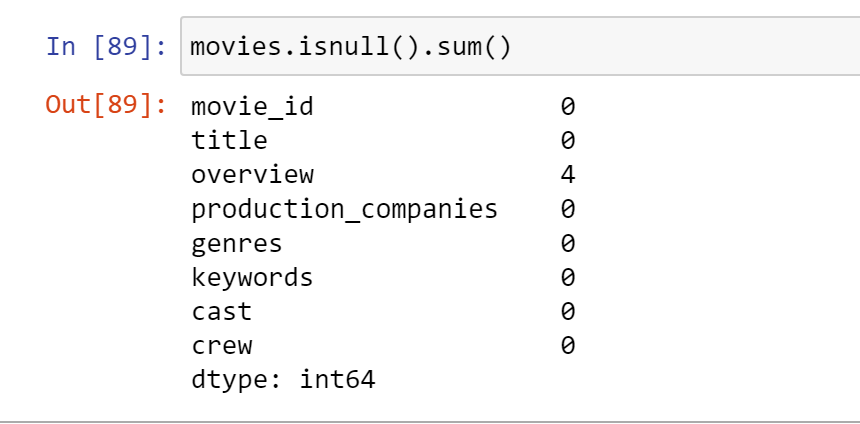 In [89]: movies.isnull().sum()
Out[89]: movie_id 0
title 0
overview 4
production_companies 0
genres 0
keywords 0
cast 0
crew 0
dtype: int64